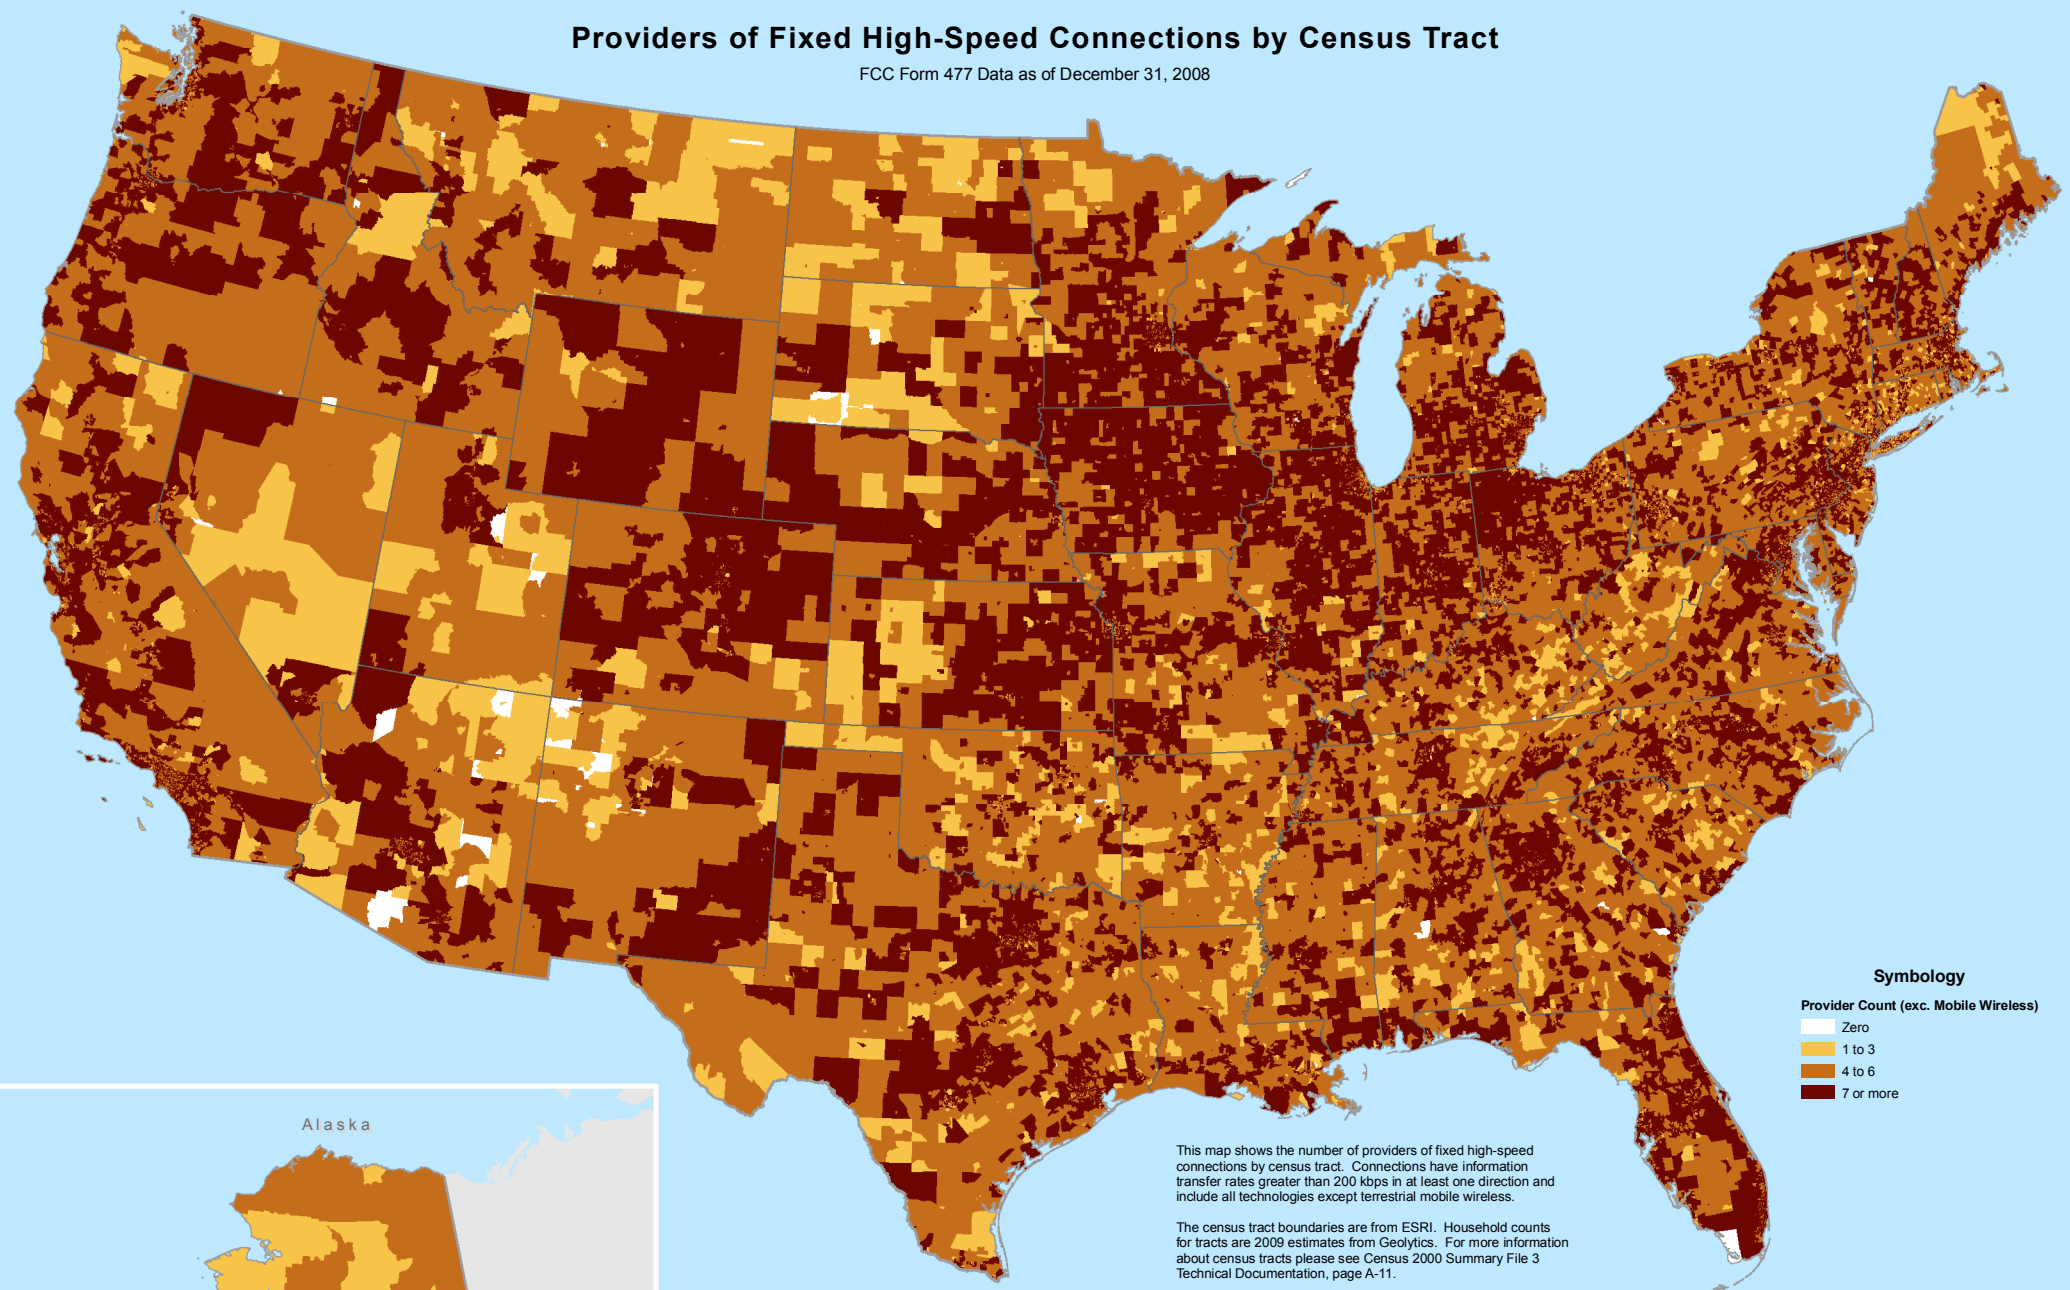 Providers of Fixed High-Speed Connections by Census Tract
FCC Form 477 Data as of December 31, 2008
Symbology
Provider Count (exc. Mobile Wireless)
Zero
1 to 3
4 to 6
7 or more
Alaska
This map shows the number of providers of fixed high-speed
connections by census tract. Connections have information
transfer rates greater than 200 kbps in at least one direction and
include all technologies except terrestrial mobile wireless.
The census tract boundaries are from ESRI. Household counts
for tracts are 2009 estimates from Geolytics. For more information
about census tracts please see Census 2000 Summary File 3
Technical Documentation, page A-11.